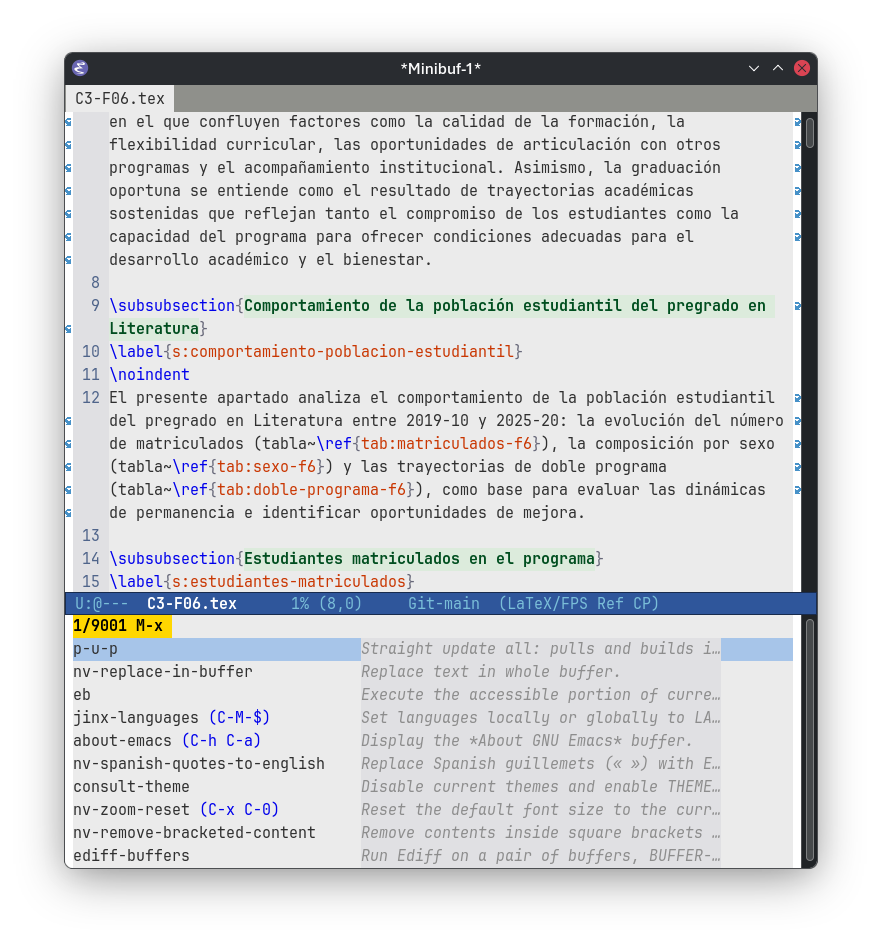 *Minibuf-1*
C3-F06.tex
en el que confluyen factores como la calidad de la formación, la
flexibilidad curricular, las oportunidades de articulación con otros
programas y el acompañamiento institucional. Asimismo, la graduación
oportuna se entiende como el resultado de trayectorias académicas
sostenidas que reflejan tanto el compromiso de los estudiantes como la
capacidad del programa para ofrecer condiciones adecuadas para el
desarrollo académico y el bienestar.
8
9 \subsubsection{Comportamiento de la población estudiantil del pregrado en
Literatura}
10 \label{s:comportamiento-poblacion-estudiantil}
11 \noindent
12 El presente apartado analiza el comportamiento de la población estudiantil
del pregrado en Literatura entre 2019-10 y 2025-20: la evolución del número
de matriculados (tabla~\ref{tab:matriculados-f6}), la composición por sexo
(tabla~\ref{tab:sexo-f6}) y las trayectorias de doble programa
(tabla~\ref{tab:doble-programa-f6}), como base para evaluar las dinámicas
de permanencia e identificar oportunidades de mejora.
13
14 \subsubsection{Estudiantes matriculados en el programa}
15 \label{s:estudiantes-matriculados}
U:@--- C3-F06.tex 1% (8,0) Git-main (LaTeX/FPS Ref CP)
1/9001 M-x
p-u-p Straight update all: pulls and builds i…
nv-replace-in-buffer Replace text in whole buffer.
eb Execute the accessible portion of curre…
jinx-languages (C-M-$) Set languages locally or globally to LA…
about-emacs (C-h C-a) Display the *About GNU Emacs* buffer.
nv-spanish-quotes-to-english Replace Spanish guillemets (« ») with E…
consult-theme Disable current themes and enable THEME…
nv-zoom-reset (C-x C-0) Reset the default font size to the curr…
nv-remove-bracketed-content Remove contents inside square brackets …
ediff-buffers Run Ediff on a pair of buffers, BUFFER-…